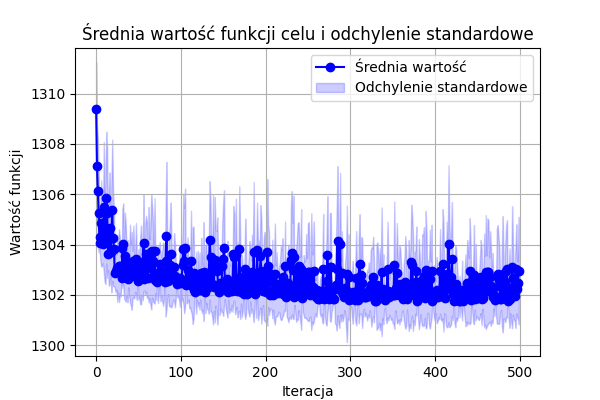 Średnia wartość funkcji celu i odchylenie standardowe
Średnia wartość
Odchylenie standardowe
Wartość funkcji
1310
1308
1306
1304
1302
1300
0
100
200
300
400
500
Iteracja